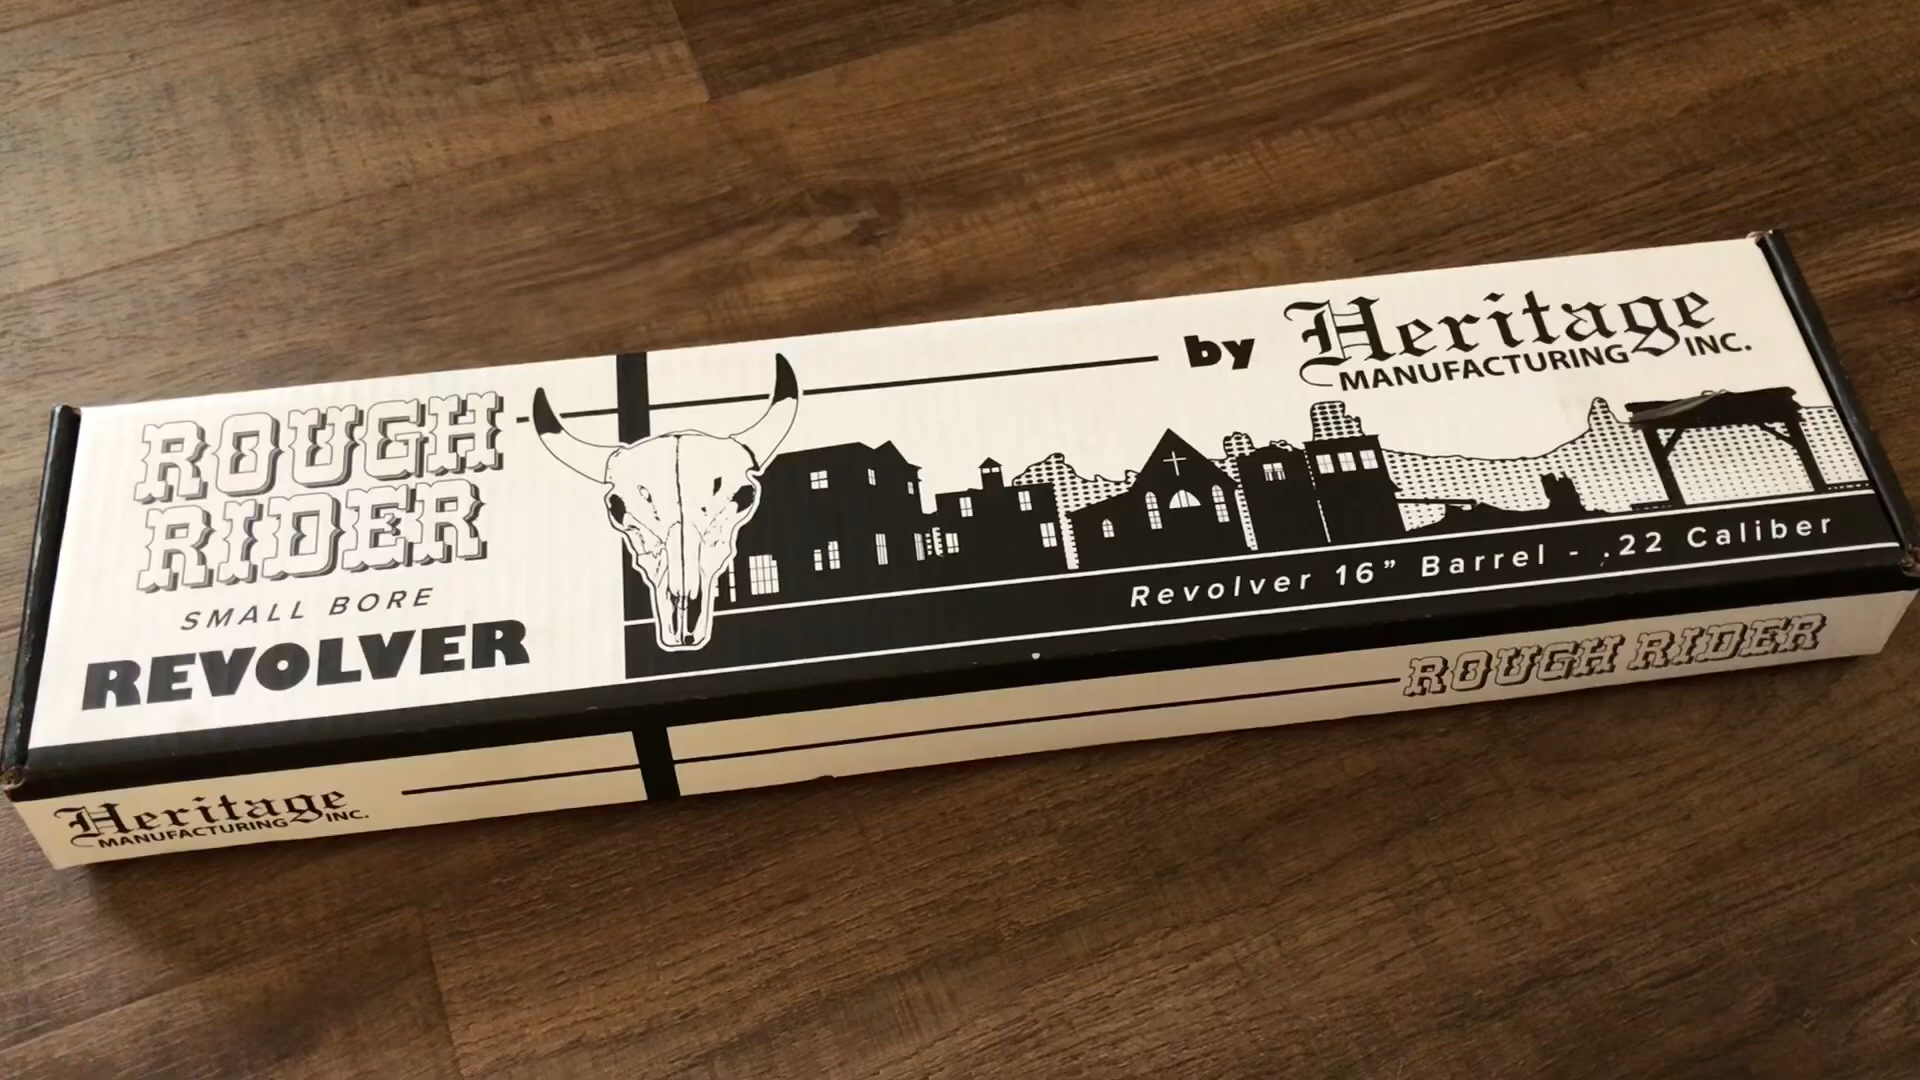 ROUGH
RIDER
SMALL BORE
REVOLVER
by Heritage
MANUFACTURING INC.
Revolver 16” Barrel - .22 Caliber
ROUGH RIDER
Heritage
MANUFACTURING INC.